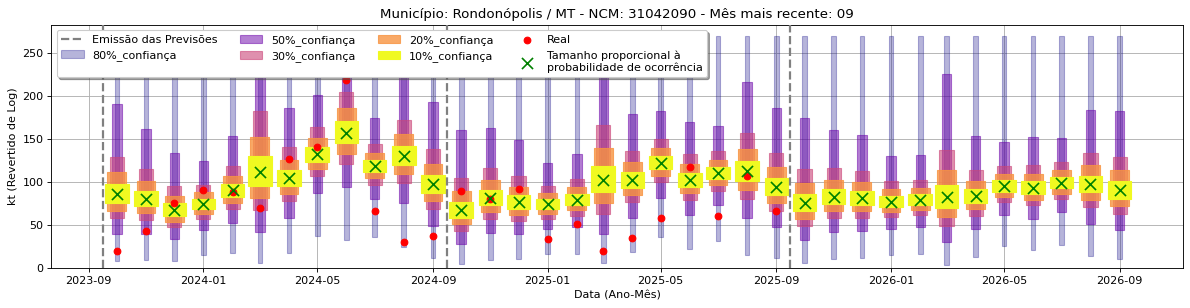 Município: Rondonópolis / MT - NCM: 31042090 - Mês mais recente: 09
Emissão das Previsões
80%_confiança
50%_confiança
30%_confiança
20%_confiança
10%_confiança
Real
Tamanho proporcional à
probabilidade de ocorrência
kt (Revertido de Log)
250
200
150
100
50
0
2023-09
2024-01
2024-05
2024-09
2025-01
2025-05
2025-09
2026-01
2026-05
2026-09
Data (Ano-Mês)